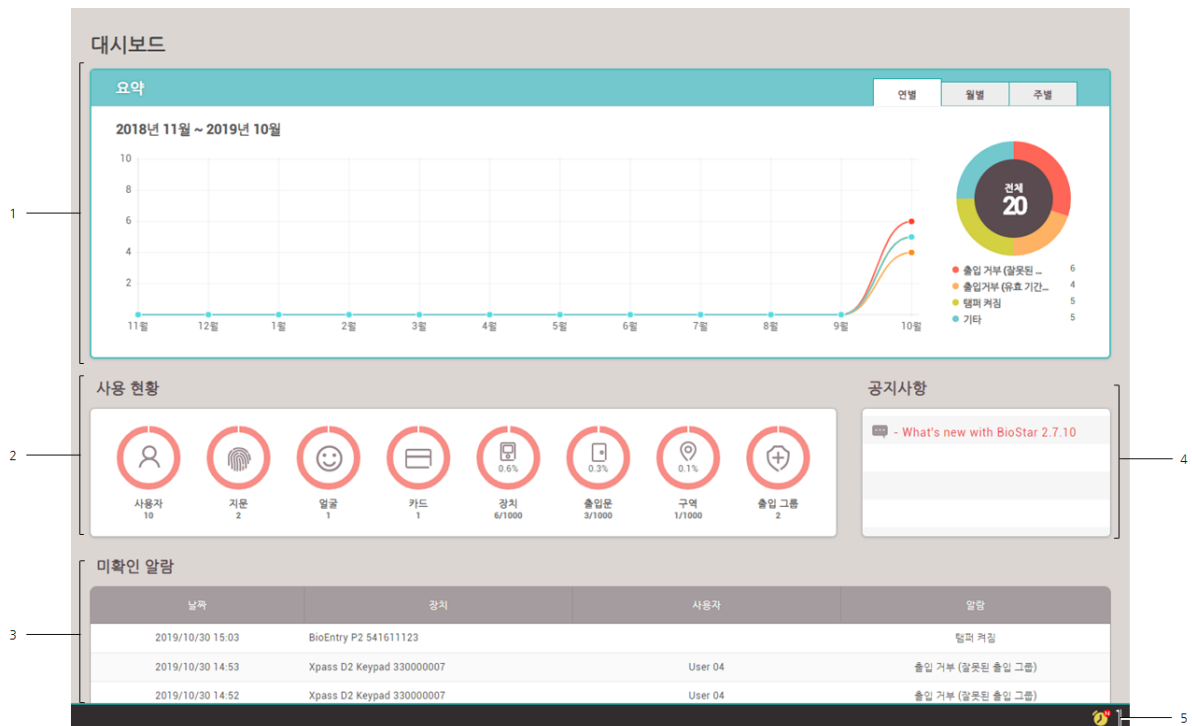 대시보드
요약
연별 월별 주별
2018년 11월 ~ 2019년 10월
10
8
6
4
2
11월 12월 1월 2월 3월 4월 5월 6월 7월 8월 9월 10월
전체
20
출입 거부 (잘못된 ... 6
출입거부 (유효 기간... 4
탬퍼 켜짐 5
기타 5
1
사용 현황
0.6% 0.3% 0.1%
사용자 지문 얼굴 카드 장치 출입문 구역 출입 그룹
10 2 1 1 6/1000 3/1000 1/1000 2
2
공지사항
- What's new with BioStar 2.7.10
4
미확인 알람
날짜 장치 사용자 알람
2019/10/30 15:03 BioEntry P2 541611123 탬퍼 켜짐
2019/10/30 14:53 Xpass D2 Keypad 330000007 User 04 출입 거부 (잘못된 출입 그룹)
2019/10/30 14:52 Xpass D2 Keypad 330000007 User 04 출입 거부 (잘못된 출입 그룹)
3
5